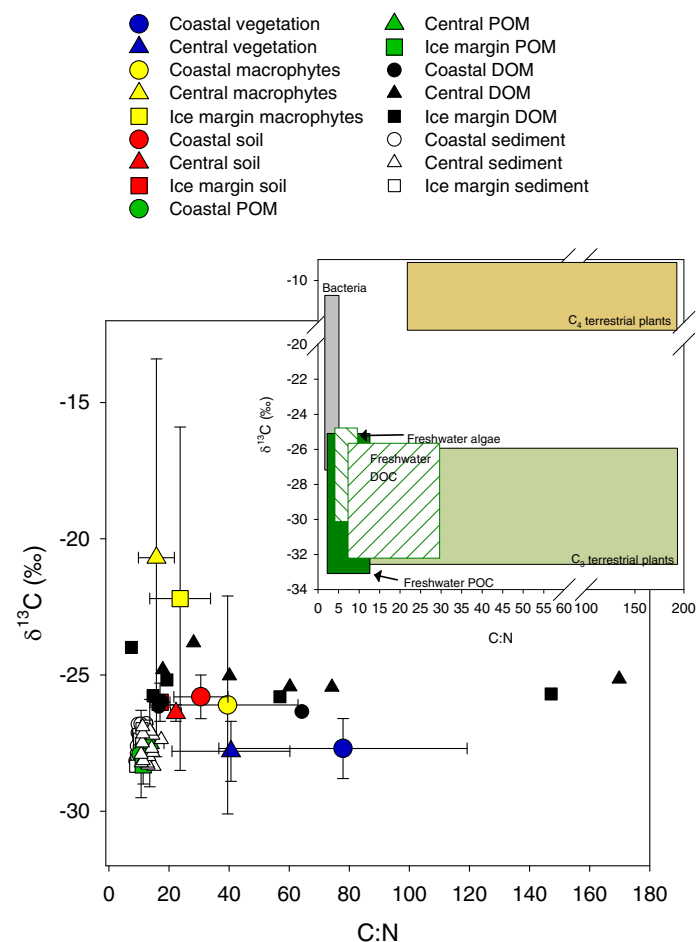 Coastal vegetation
Central vegetation
Coastal macrophytes
Central macrophytes
Ice margin macrophytes
Coastal soil
Central soil
Ice margin soil
Coastal POM
Central POM
Ice margin POM
Coastal DOM
Central DOM
Ice margin DOM
Coastal sediment
Central sediment
Ice margin sediment
-10
Bacteria
C4 terrestrial plants
-20
-22
-24
Freshwater algae
-26
Freshwater
DOC
-28
-30
-32
C3 terrestrial plants
-34
Freshwater POC
δ13C (‰)
0 5 10 15 20 25 30 35 40 45 50 55 60 100 150 200
C:N
-15
-20
-25
-30
δ13C (‰)
0 20 40 60 80 100 120 140 160 180
C:N